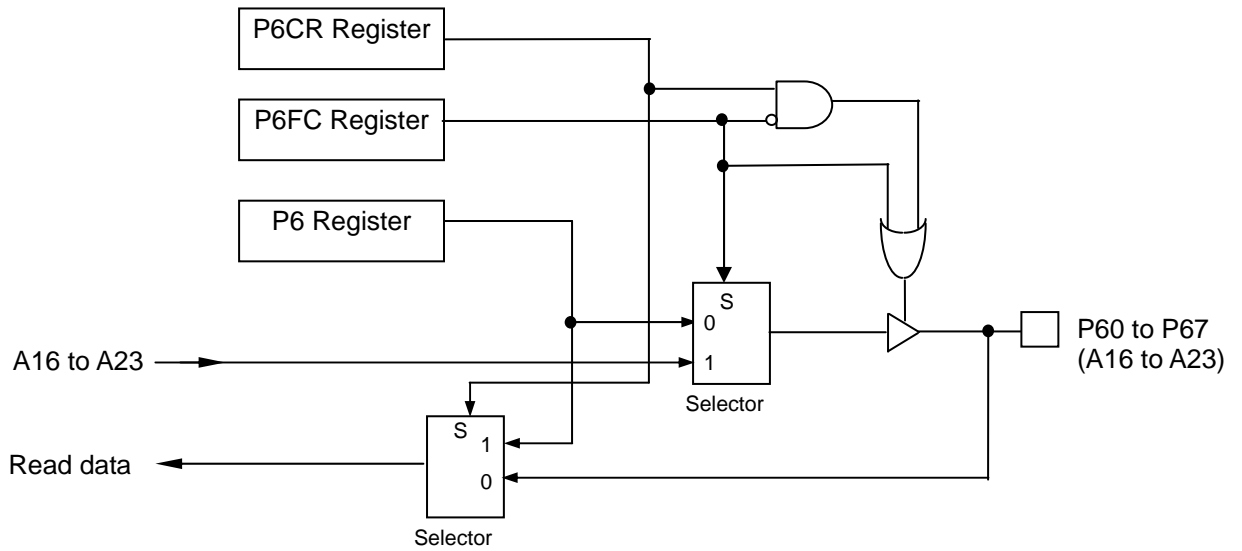 P6CR Register
P6FC Register
P6 Register
S
0
1
Selector
A16 to A23
P60 to P67
(A16 to A23)
S
1
0
Selector
Read data